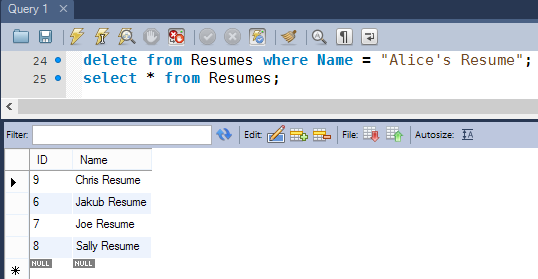 Query 1
24 delete from Resumes where Name = "Alice's Resume";
25 select * from Resumes;
Filter: Edit: File: Autosize:
ID Name
9 Chris Resume
6 Jakub Resume
7 Joe Resume
8 Sally Resume
NULL NULL